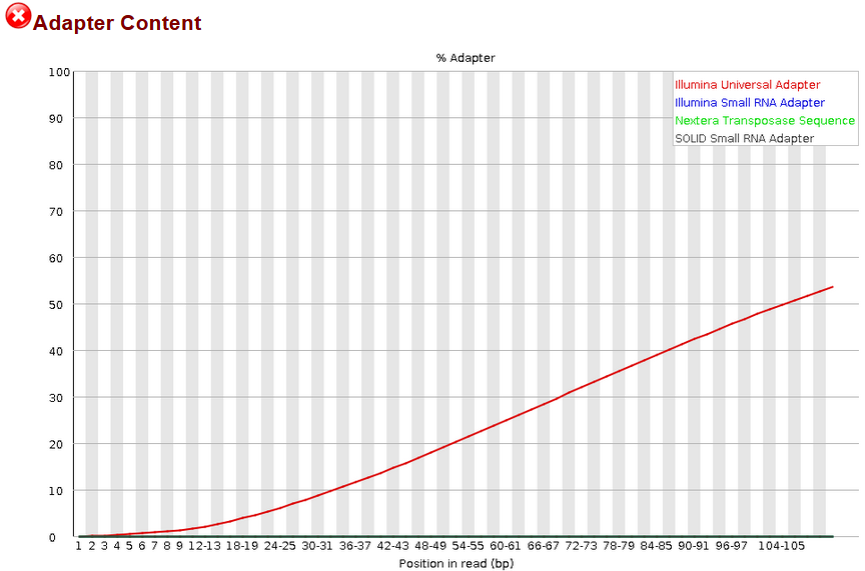 Adapter Content
% Adapter
100
90
80
70
60
50
40
30
20
10
0
Illumina Universal Adapter
Illumina Small RNA Adapter
Nextera Transposase Sequence
SOLID Small RNA Adapter
1 2 3 4 5 6 7 8 9 12-13 18-19 24-25 30-31 36-37 42-43 48-49 54-55 60-61 66-67 72-73 78-79 84-85 90-91 96-97 104-105
Position in read (bp)